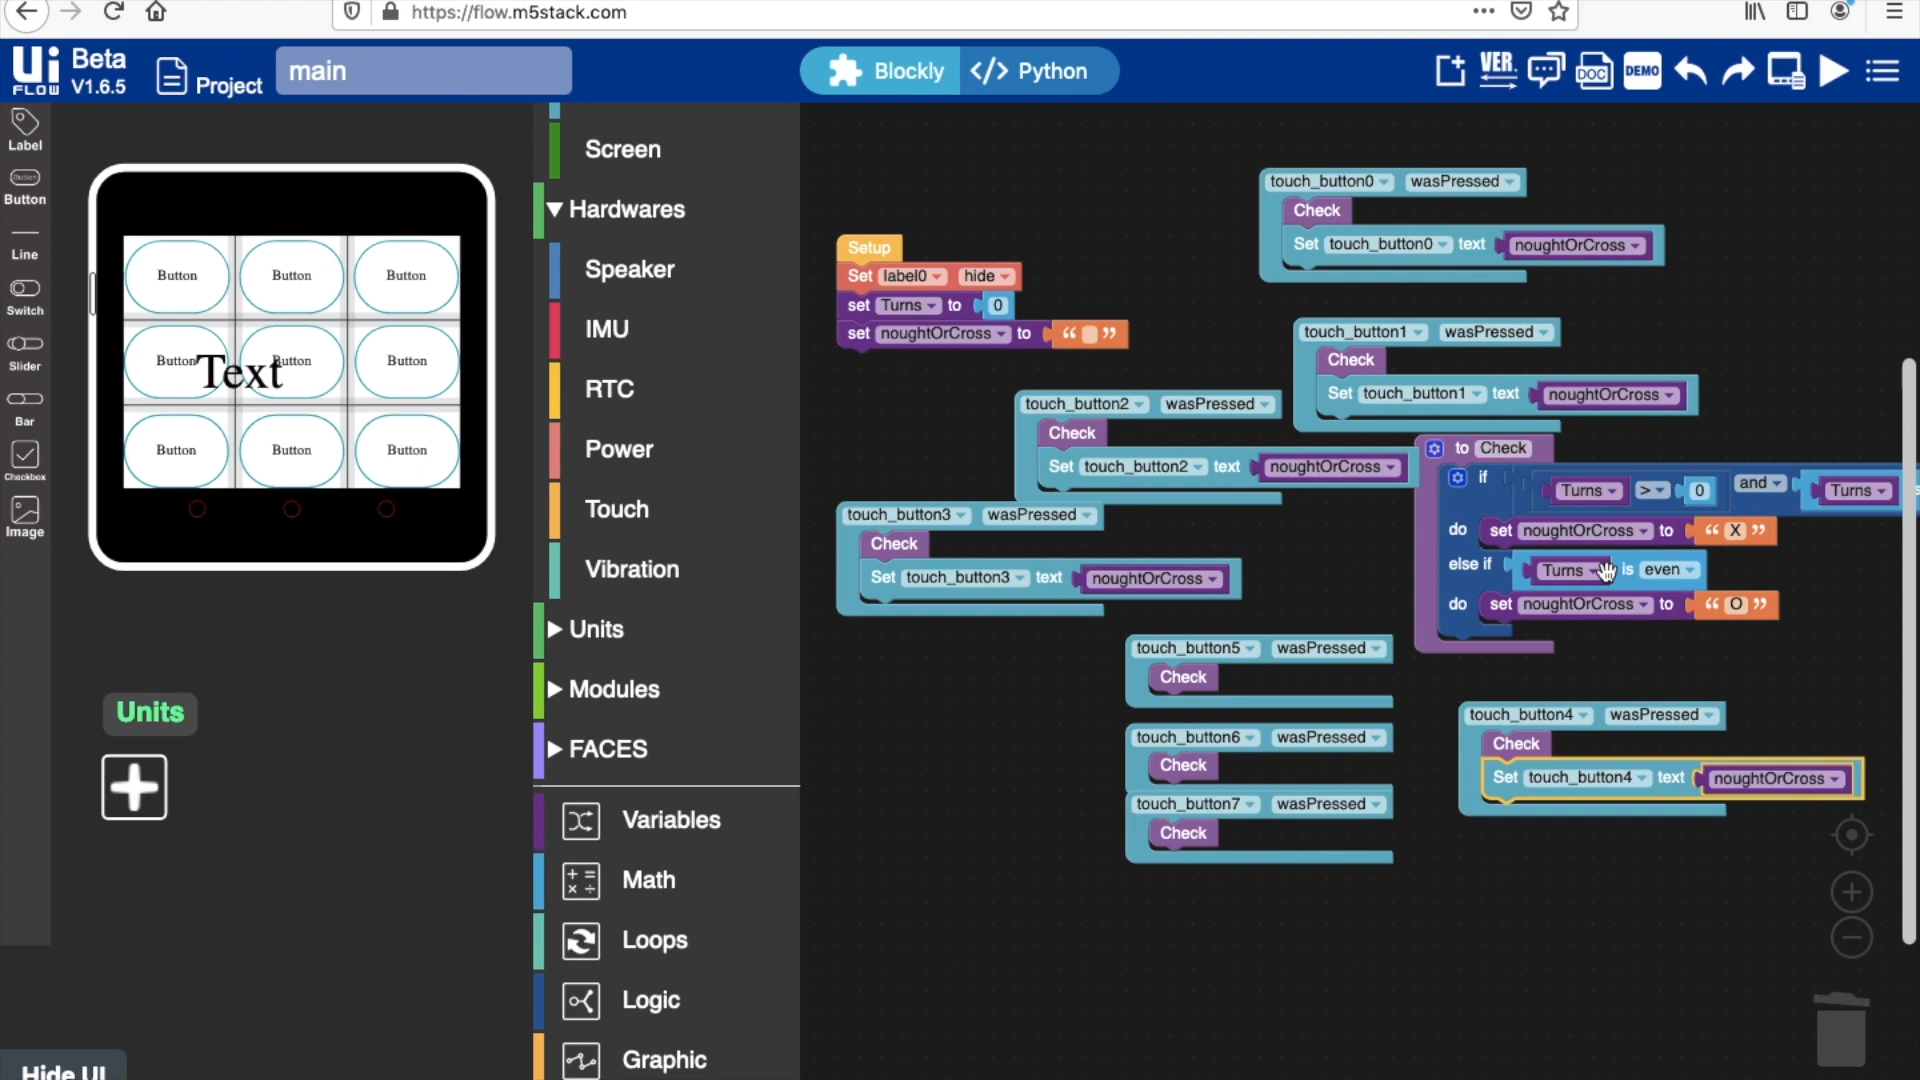 https://flow.m5stack.com
Ui FLOW
Beta
V1.6.5
Project
main
Blockly
</> Python
VER.
DOC
DEMO
Label
Button
Line
Switch
Slider
Bar
Checkbox
Image
Button Button Button
Button Button Button
Text
Button Button Button
Units
Hide UI
Screen
Hardwares
Speaker
IMU
RTC
Power
Touch
Vibration
Units
Modules
FACES
Variables
Math
Loops
Logic
Graphic
Setup
Set label0 hide
set Turns to 0
set noughtOrCross to “ ”
touch_button0 wasPressed
Check
Set touch_button0 text noughtOrCross
touch_button1 wasPressed
Check
Set touch_button1 text noughtOrCross
touch_button2 wasPressed
Check
Set touch_button2 text noughtOrCross
touch_button3 wasPressed
Check
Set touch_button3 text noughtOrCross
to Check
if Turns > 0 and Turns
do set noughtOrCross to “ X ”
else if Turns is even
do set noughtOrCross to “ O ”
touch_button5 wasPressed
Check
touch_button6 wasPressed
Check
touch_button7 wasPressed
Check
touch_button4 wasPressed
Check
Set touch_button4 text noughtOrCross